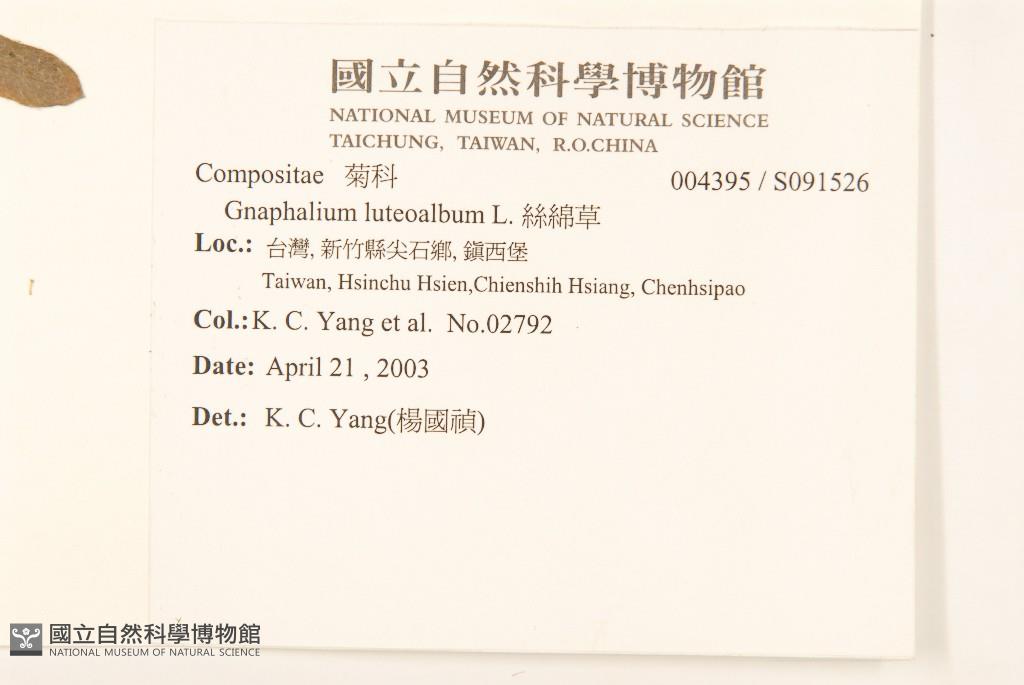 國立自然科學博物館
NATIONAL MUSEUM OF NATURAL SCIENCE
TAICHUNG, TAIWAN, R.O.CHINA
Compositae 菊科 004395 / S091526
Gnaphalium luteoalbum L. 絲綿草
Loc.: 台灣, 新竹縣尖石鄉, 鎮西堡
Taiwan, Hsinchu Hsien,Chienshih Hsiang, Chenhsipao
Col.: K. C. Yang et al. No.02792
Date: April 21 , 2003
Det.: K. C. Yang(楊國禎)
國立自然科學博物館
NATIONAL MUSEUM OF NATURAL SCIENCE